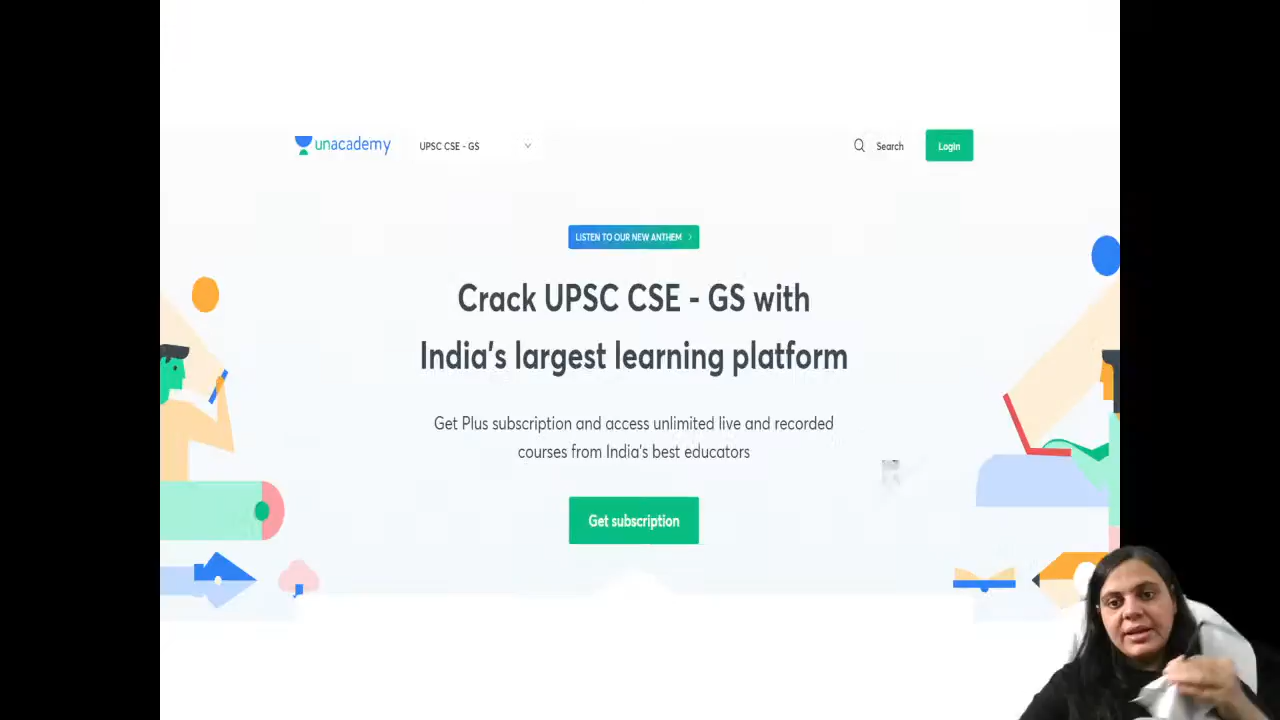 unacademy
UPSC CSE - GS
Search
Login
LISTEN TO OUR NEW ANTHEM
Crack UPSC CSE - GS with
India's largest learning platform
Get Plus subscription and access unlimited live and recorded
courses from India's best educators
Get subscription